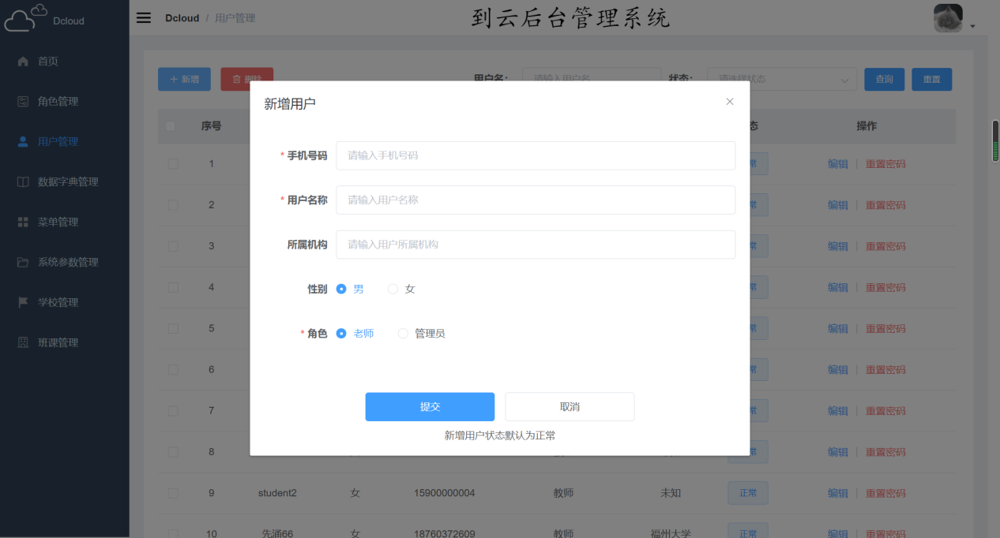 Dcloud
Dcloud / 用户管理
到云后台管理系统
首页
角色管理
用户管理
数据字典管理
菜单管理
系统参数管理
学校管理
班课管理
+ 新增
删除
用户名: 请输入用户名
状态: 请选择状态
查询
重置
序号
操作
新增用户
* 手机号码 请输入手机号码
* 用户名称 请输入用户名称
所属机构 请输入用户所属机构
性别 男 女
* 角色 老师 管理员
提交
取消
新增用户状态默认为正常
1 编辑 重置密码
2 编辑 重置密码
3 编辑 重置密码
4 编辑 重置密码
5 编辑 重置密码
6 编辑 重置密码
7 编辑 重置密码
8 编辑 重置密码
9 student2 女 15900000004 教师 未知 正常 编辑 重置密码
10 先涌66 女 18760372609 教师 福州大学 正常 编辑 重置密码